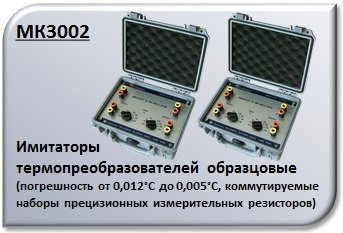 МК3002
Имитаторы
термопреобразователей образцовые
(погрешность от 0,012°С до 0,005°С, коммутируемые
наборы прецизионных измерительных резисторов)